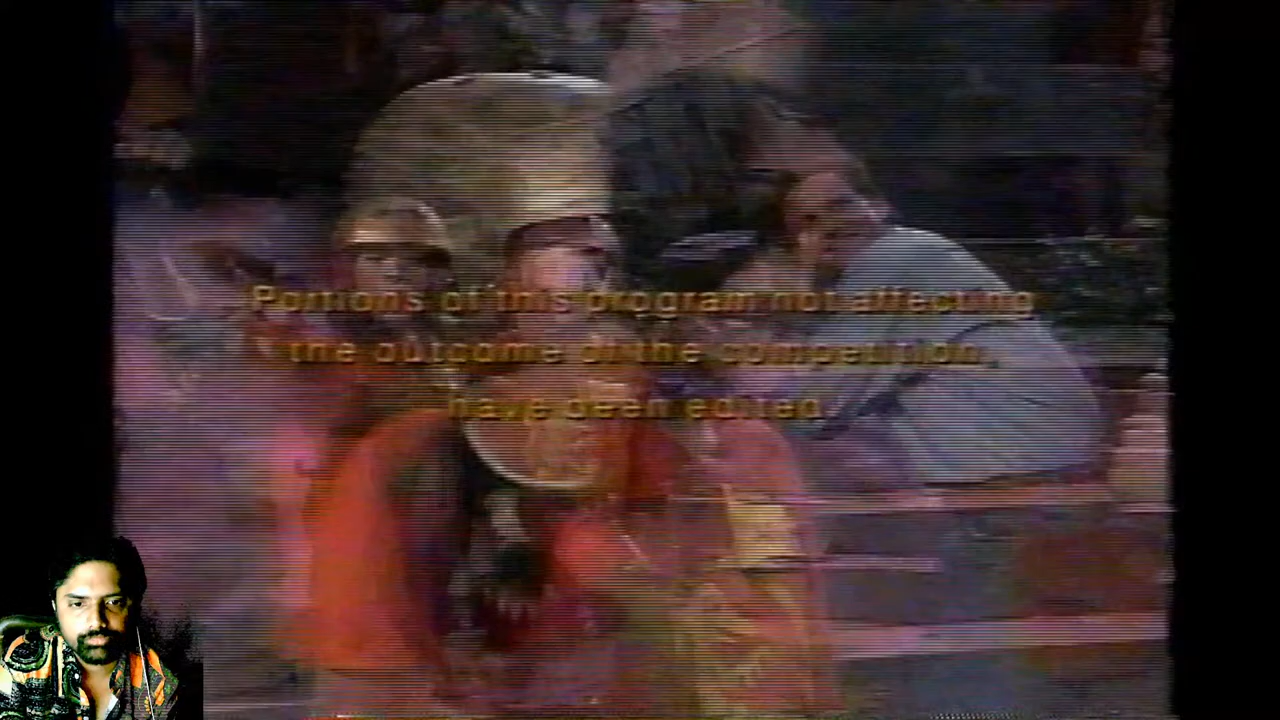 Portions of this program not affecting
the outcome of the competition,
have been edited.